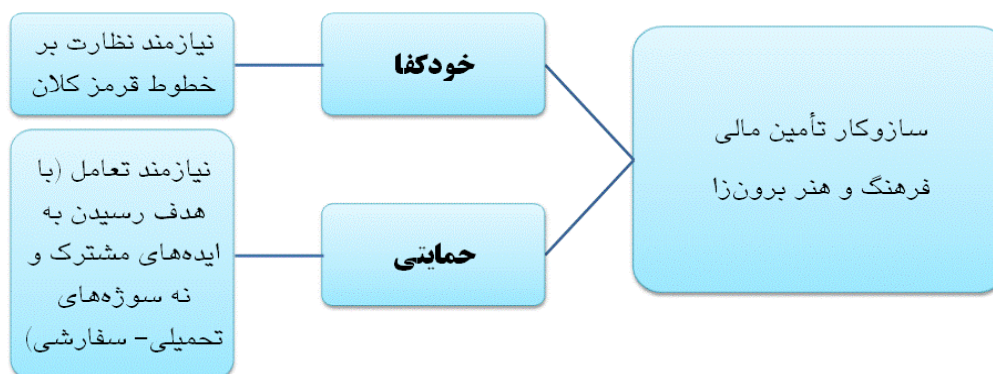 سازوکار تأمین مالی
فرهنگ و هنر برون‌زا
خودکفا
نیازمند نظارت بر
خطوط قرمز کلان
حمایتی
نیازمند تعامل (با
هدف رسیدن به
ایده‌های مشترک و
نه سوژه‌های
تحمیلی- سفارشی)